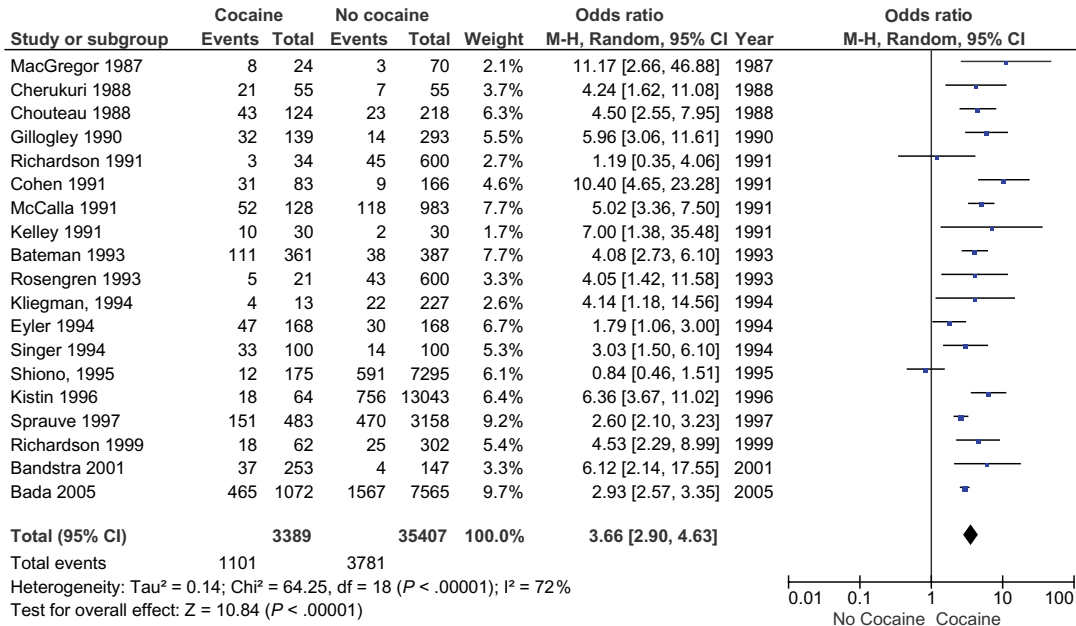 Cocaine No cocaine Odds ratio Odds ratio
Study or subgroup Events Total Events Total Weight M-H, Random, 95% CI Year M-H, Random, 95% CI
MacGregor 1987 8 24 3 70 2.1% 11.17 [2.66, 46.88] 1987
Cherukuri 1988 21 55 7 55 3.7% 4.24 [1.62, 11.08] 1988
Chouteau 1988 43 124 23 218 6.3% 4.50 [2.55, 7.95] 1988
Gillogley 1990 32 139 14 293 5.5% 5.96 [3.06, 11.61] 1990
Richardson 1991 3 34 45 600 2.7% 1.19 [0.35, 4.06] 1991
Cohen 1991 31 83 9 166 4.6% 10.40 [4.65, 23.28] 1991
McCalla 1991 52 128 118 983 7.7% 5.02 [3.36, 7.50] 1991
Kelley 1991 10 30 2 30 1.7% 7.00 [1.38, 35.48] 1991
Bateman 1993 111 361 38 387 7.7% 4.08 [2.73, 6.10] 1993
Rosengren 1993 5 21 43 600 3.3% 4.05 [1.42, 11.58] 1993
Kliegman, 1994 4 13 22 227 2.6% 4.14 [1.18, 14.56] 1994
Eyler 1994 47 168 30 168 6.7% 1.79 [1.06, 3.00] 1994
Singer 1994 33 100 14 100 5.3% 3.03 [1.50, 6.10] 1994
Shiono, 1995 12 175 591 7295 6.1% 0.84 [0.46, 1.51] 1995
Kistin 1996 18 64 756 13043 6.4% 6.36 [3.67, 11.02] 1996
Sprauve 1997 151 483 470 3158 9.2% 2.60 [2.10, 3.23] 1997
Richardson 1999 18 62 25 302 5.4% 4.53 [2.29, 8.99] 1999
Bandstra 2001 37 253 4 147 3.3% 6.12 [2.14, 17.55] 2001
Bada 2005 465 1072 1567 7565 9.7% 2.93 [2.57, 3.35] 2005
Total (95% CI) 3389 35407 100.0% 3.66 [2.90, 4.63]
Total events 1101 3781
Heterogeneity: Tau² = 0.14; Chi² = 64.25, df = 18 (P < .00001); I² = 72%
Test for overall effect: Z = 10.84 (P < .00001)
0.01 0.1 1 10 100
No Cocaine Cocaine